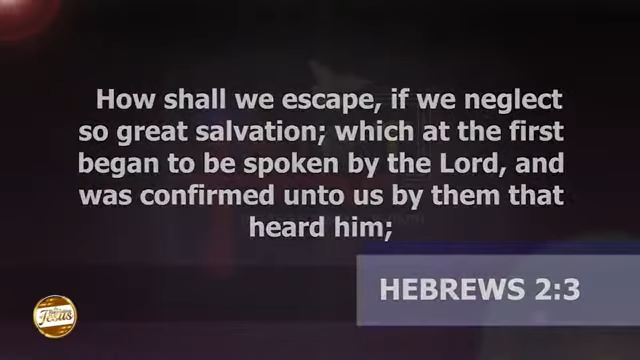 How shall we escape, if we neglect
so great salvation; which at the first
began to be spoken by the Lord, and
was confirmed unto us by them that
heard him;
HEBREWS 2:3
Jesus